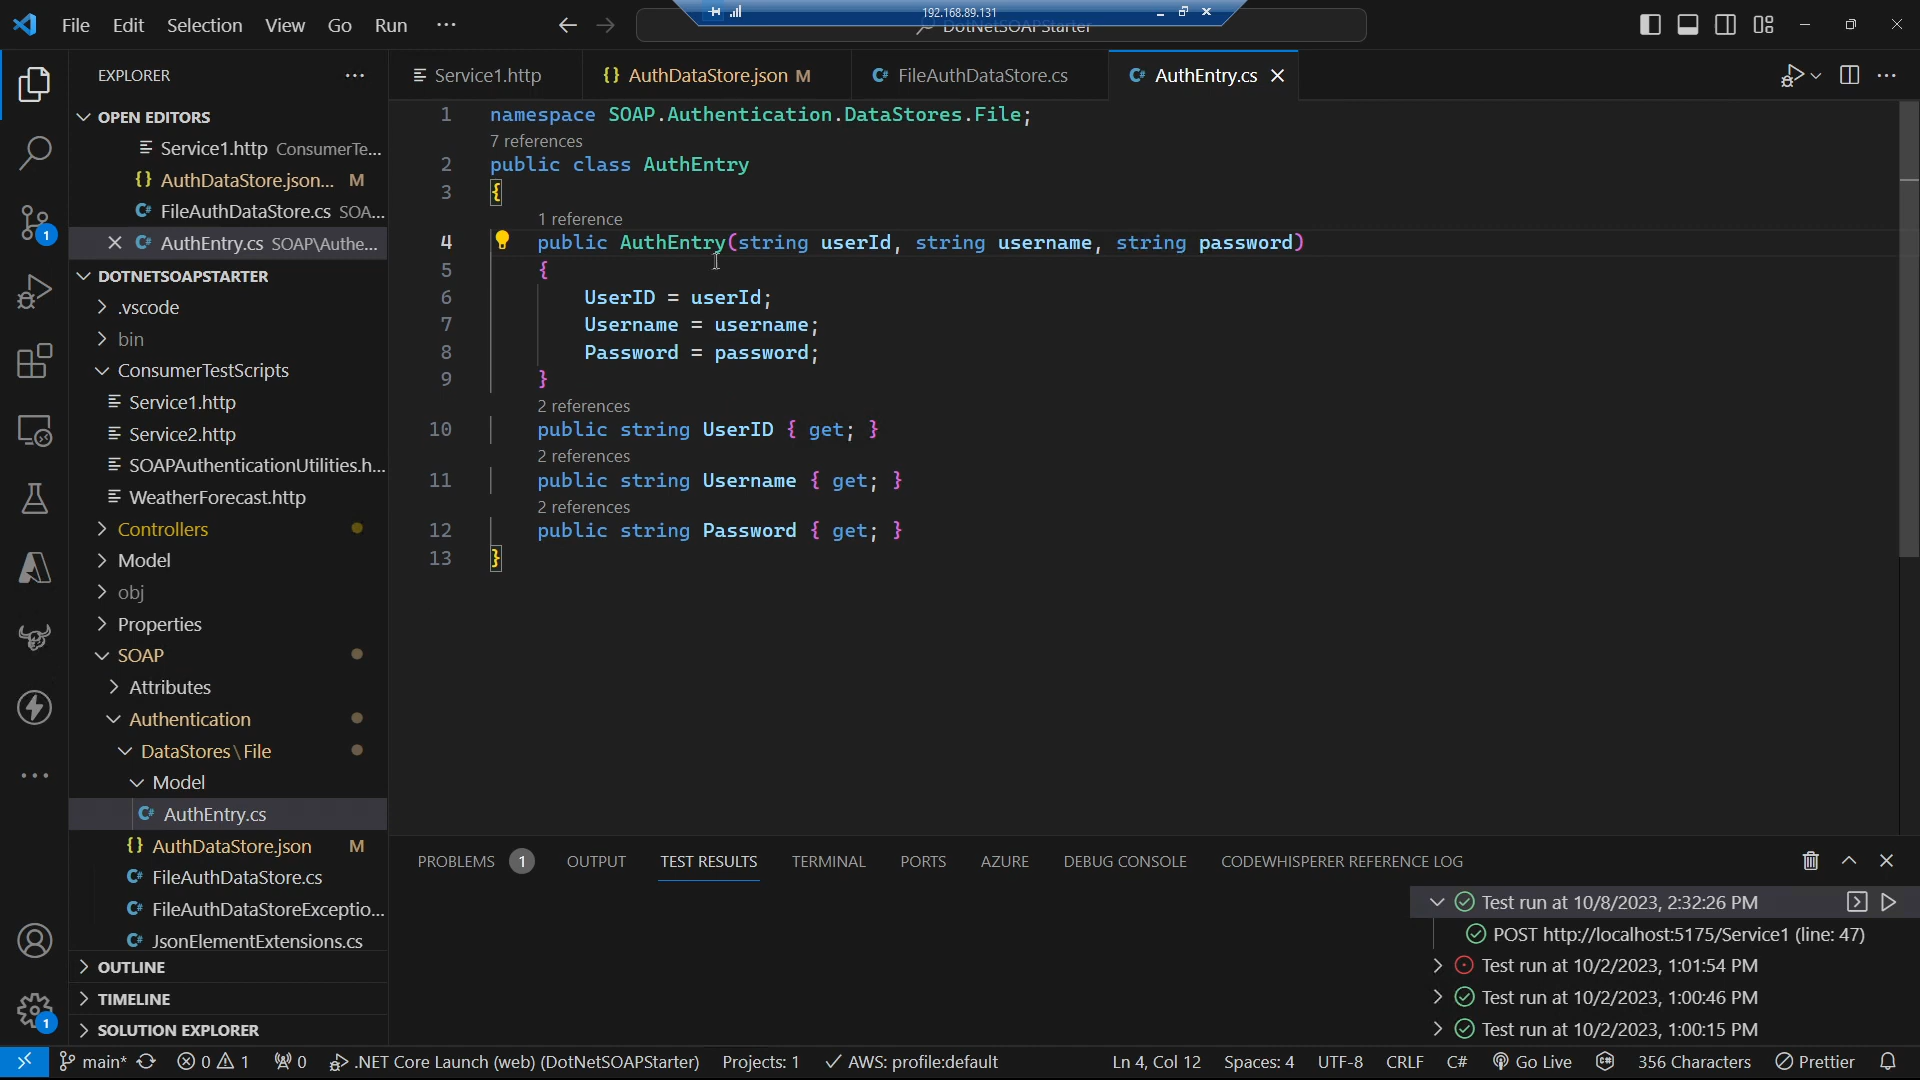 File Edit Selection View Go Run ···
192.168.89.131
DotNetSOAPStarter
EXPLORER
OPEN EDITORS
Service1.http ConsumerTe...
{} AuthDataStore.json... M
C# FileAuthDataStore.cs SOA...
C# AuthEntry.cs SOAP\Authe...
DOTNETSOAPSTARTER
.vscode
bin
ConsumerTestScripts
Service1.http
Service2.http
SOAPAuthenticationUtilities.h...
WeatherForecast.http
Controllers
Model
obj
Properties
SOAP
Attributes
Authentication
DataStores\File
Model
C# AuthEntry.cs
{} AuthDataStore.json M
C# FileAuthDataStore.cs
C# FileAuthDataStoreExceptio...
C# JsonElementExtensions.cs
OUTLINE
TIMELINE
SOLUTION EXPLORER
1
1
Service1.http
{} AuthDataStore.json M
C# FileAuthDataStore.cs
C# AuthEntry.cs
1 namespace SOAP.Authentication.DataStores.File;
7 references
2 public class AuthEntry
3 {
1 reference
4 public AuthEntry(string userId, string username, string password)
5 {
6 UserID = userId;
7 Username = username;
8 Password = password;
9 }
2 references
10 public string UserID { get; }
2 references
11 public string Username { get; }
2 references
12 public string Password { get; }
13 }
PROBLEMS 1 OUTPUT TEST RESULTS TERMINAL PORTS AZURE DEBUG CONSOLE CODEWHISPERER REFERENCE LOG
Test run at 10/8/2023, 2:32:26 PM
POST http://localhost:5175/Service1 (line: 47)
Test run at 10/2/2023, 1:01:54 PM
Test run at 10/2/2023, 1:00:46 PM
Test run at 10/2/2023, 1:00:15 PM
main* 0 1 0 .NET Core Launch (web) (DotNetSOAPStarter) Projects: 1 AWS: profile:default Ln 4, Col 12 Spaces: 4 UTF-8 CRLF C# Go Live 356 Characters Prettier